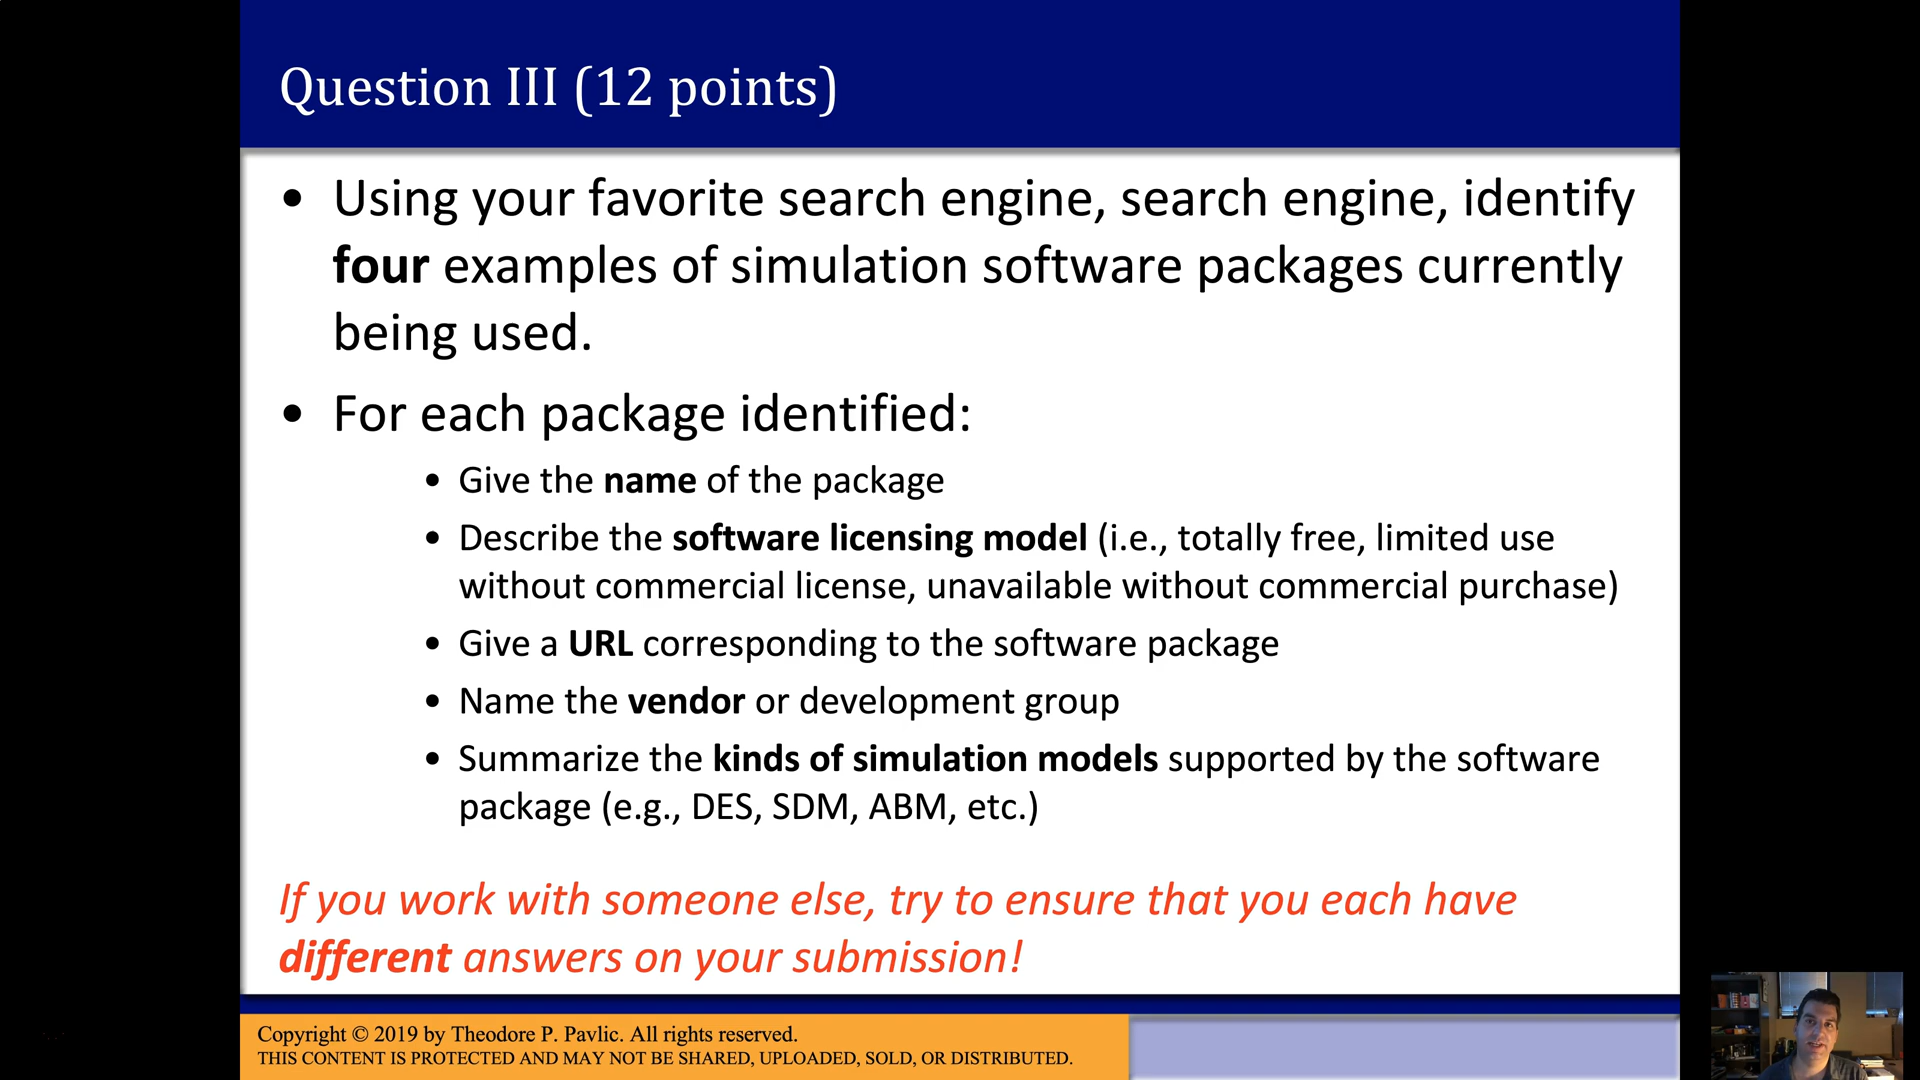 Question III (12 points)
• Using your favorite search engine, search engine, identify
four examples of simulation software packages currently
being used.
• For each package identified:
• Give the name of the package
• Describe the software licensing model (i.e., totally free, limited use
without commercial license, unavailable without commercial purchase)
• Give a URL corresponding to the software package
• Name the vendor or development group
• Summarize the kinds of simulation models supported by the software
package (e.g., DES, SDM, ABM, etc.)
If you work with someone else, try to ensure that you each have
different answers on your submission!
Copyright © 2019 by Theodore P. Pavlic. All rights reserved.
THIS CONTENT IS PROTECTED AND MAY NOT BE SHARED, UPLOADED, SOLD, OR DISTRIBUTED.